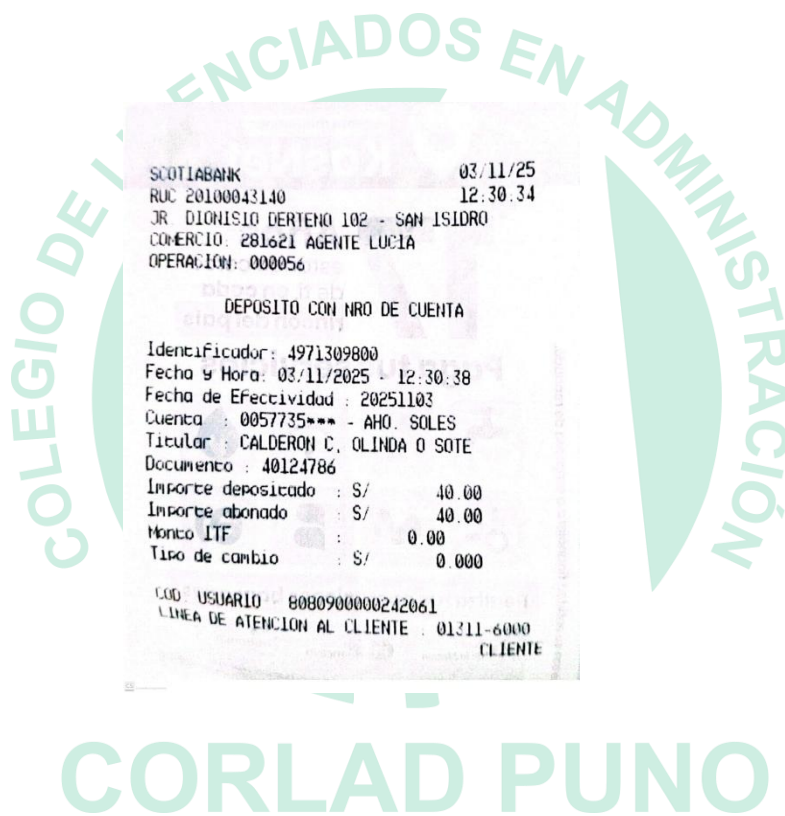 COLEGIO DE LICENCIADOS EN ADMINISTRACIÓN
SCOTIABANK 03/11/25
RUC 20100043140 12:30:34
JR. DIONISIO DERTENO 102 - SAN ISIDRO
COMERCIO: 281621 AGENTE LUCIA
OPERACION: 000056
DEPOSITO CON NRO DE CUENTA
Identificador: 4971309800
Fecha y Hora: 03/11/2025 - 12:30:38
Fecha de Efectividad : 20251103
Cuenta : 0057735*** - AHO. SOLES
Titular : CALDERON C, OLINDA O SOTE
Documento : 40124786
Importe depositado : S/ 40.00
Importe abonado : S/ 40.00
Monto ITF : 0.00
Tipo de cambio : S/ 0.000
COD. USUARIO : 8080900000242061
LINEA DE ATENCION AL CLIENTE : 01311-6000
CLIENTE
CORLAD PUNO